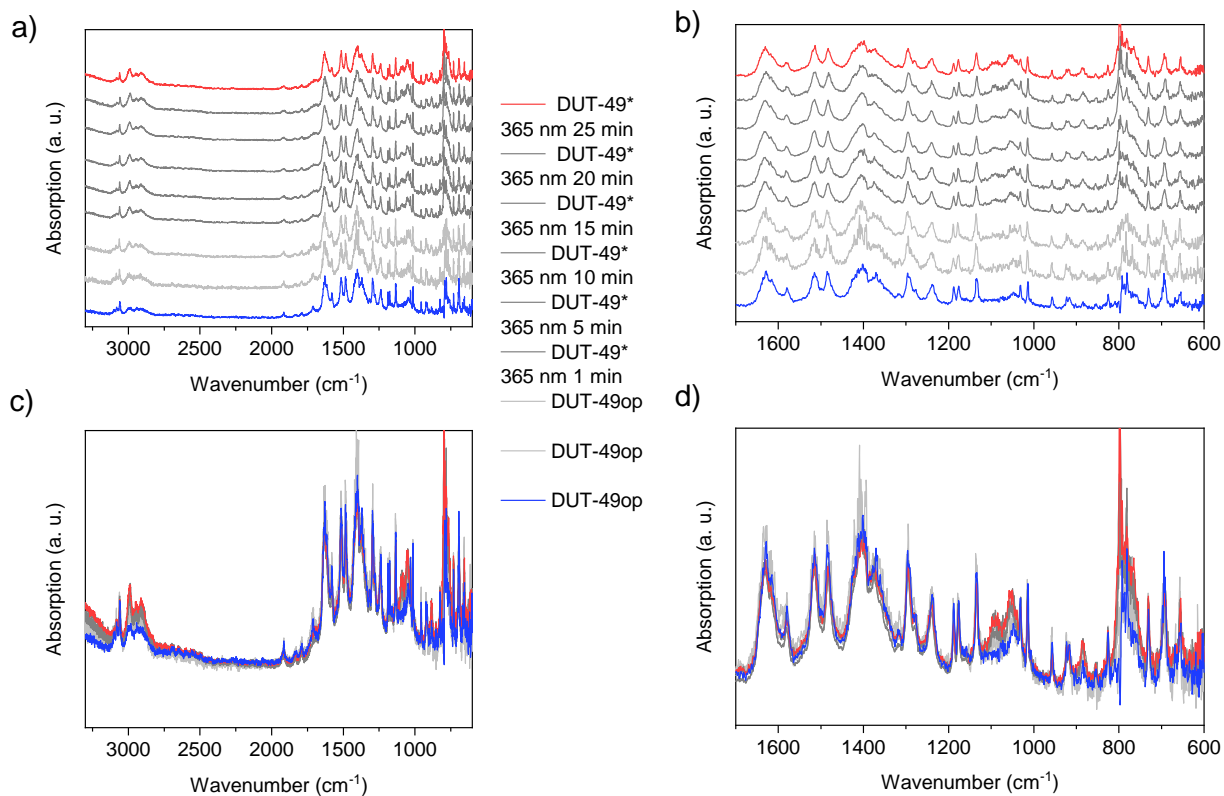 a)
Absorption (a. u.)
3000 2500 2000 1500 1000
Wavenumber (cm-1)
DUT-49*
365 nm 25 min
DUT-49*
365 nm 20 min
DUT-49*
365 nm 15 min
DUT-49*
365 nm 10 min
DUT-49*
365 nm 5 min
DUT-49*
365 nm 1 min
DUT-49op
DUT-49op
DUT-49op
b)
Absorption (a. u.)
1600 1400 1200 1000 800 600
Wavenumber (cm-1)
c)
Absorption (a. u.)
3000 2500 2000 1500 1000
Wavenumber (cm-1)
d)
Absorption (a. u.)
1600 1400 1200 1000 800 600
Wavenumber (cm-1)